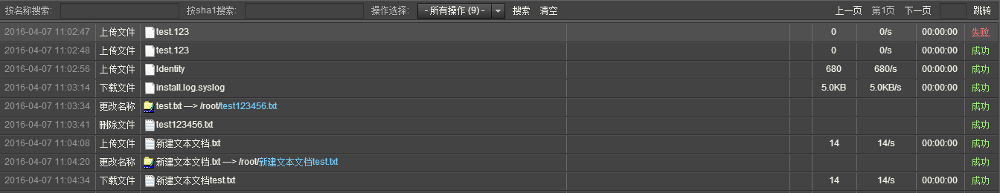 按名称搜索: 按sha1搜索: 操作选择: - 所有操作 (9) - 搜索 清空 上一页 第1页 下一页 跳转
2016-04-07 11:02:47 上传文件 test.123 0 0/s 00:00:00 失败
2016-04-07 11:02:48 上传文件 test.123 0 0/s 00:00:00 成功
2016-04-07 11:02:56 上传文件 Identity 680 680/s 00:00:00 成功
2016-04-07 11:03:14 下载文件 install.log.syslog 5.0KB 5.0KB/s 00:00:00 成功
2016-04-07 11:03:34 更改名称 test.txt ---> /root/test123456.txt 成功
2016-04-07 11:03:41 删除文件 test123456.txt 成功
2016-04-07 11:04:08 上传文件 新建文本文档.txt 14 14/s 00:00:00 成功
2016-04-07 11:04:20 更改名称 新建文本文档.txt ---> /root/新建文本文档test.txt 成功
2016-04-07 11:04:34 下载文件 新建文本文档test.txt 14 14/s 00:00:00 成功